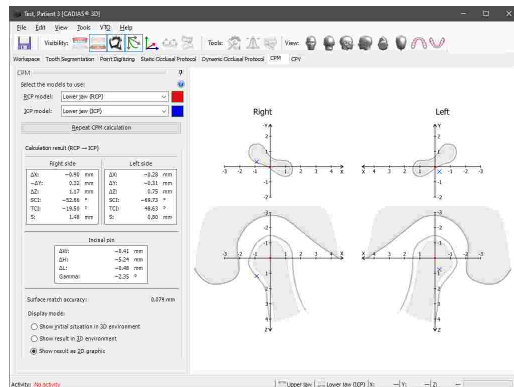 Test, Patient 3 [CADIAS® 3D]
File Edit View Tools VTO Help
Visibility: Tools: View:
Workspace Tooth Segmentation Point Digitizing Static Occlusal Protocol Dynamic Occlusal Protocol CPM CPV
CPM
Select the models to use:
RCP model: Lower jaw (RCP)
ICP model: Lower jaw (ICP)
Repeat CPM calculation
Calculation result (RCP → ICP)
Right side Left side
ΔX: -0.90 mm ΔX: -0.28 mm
-ΔY: 0.32 mm ΔY: -0.31 mm
ΔZ: 1.17 mm ΔZ: 0.75 mm
SCI: -52.66 ° SCI: -69.73 °
TCI: -19.50 ° TCI: 48.63 °
S: 1.48 mm S: 0.80 mm
Incisal pin
ΔW: -0.41 mm
ΔH: -5.24 mm
ΔL: -0.48 mm
Gamma: -2.35 °
Surface match accuracy: 0.079 mm
Display mode:
Show initial situation in 3D environment
Show result in 3D environment
Show result as 2D graphic
Right Left
Activity: No activity
Upper jaw Lower jaw (ICP) X: Y: Z: